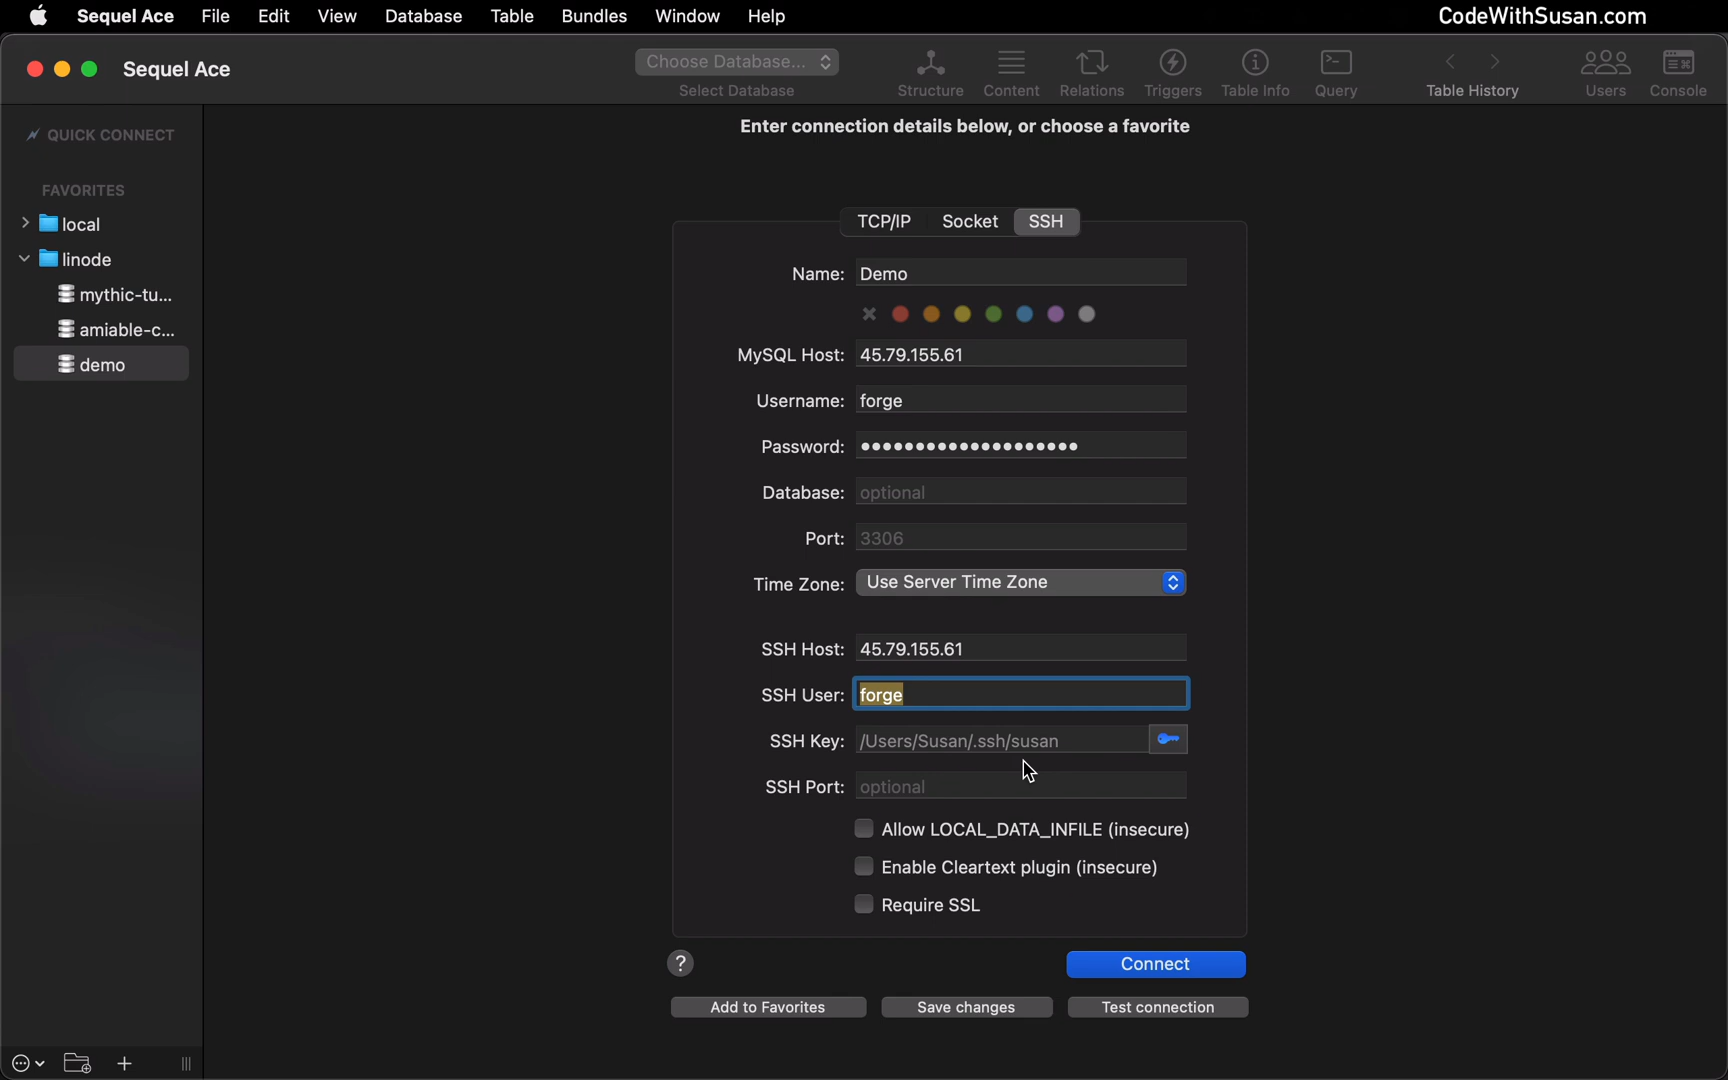 Sequel Ace File Edit View Database Table Bundles Window Help
CodeWithSusan.com
Sequel Ace
Choose Database...
Select Database
Structure Content Relations Triggers Table Info Query
Table History
Users Console
QUICK CONNECT
FAVORITES
local
linode
mythic-tu...
amiable-c...
demo
Enter connection details below, or choose a favorite
TCP/IP Socket SSH
Name: Demo
MySQL Host: 45.79.155.61
Username: forge
Password: ●●●●●●●●●●●●●●●●●●●●
Database: optional
Port: 3306
Time Zone: Use Server Time Zone
SSH Host: 45.79.155.61
SSH User: forge
SSH Key: /Users/Susan/.ssh/susan
SSH Port: optional
Allow LOCAL_DATA_INFILE (insecure)
Enable Cleartext plugin (insecure)
Require SSL
? Connect
Add to Favorites Save changes Test connection